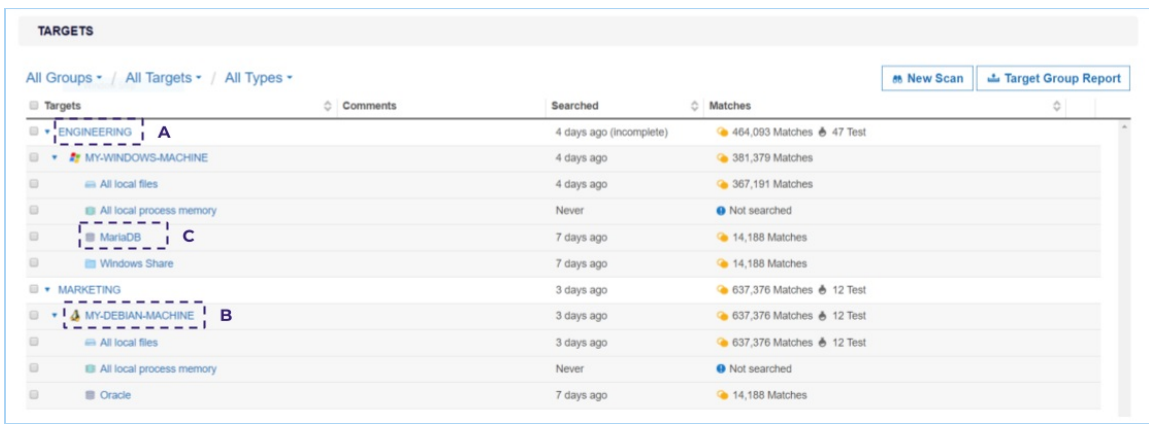 TARGETS
All Groups / All Targets / All Types New Scan Target Group Report
Targets Comments Searched Matches
ENGINEERING A 4 days ago (incomplete) 464,093 Matches 47 Test
MY-WINDOWS-MACHINE 4 days ago 381,379 Matches
All local files 4 days ago 367,191 Matches
All local process memory Never Not searched
MariaDB C 7 days ago 14,188 Matches
Windows Share 7 days ago 14,188 Matches
MARKETING 3 days ago 637,376 Matches 12 Test
MY-DEBIAN-MACHINE B 3 days ago 637,376 Matches 12 Test
All local files 3 days ago 637,376 Matches 12 Test
All local process memory Never Not searched
Oracle 7 days ago 14,188 Matches